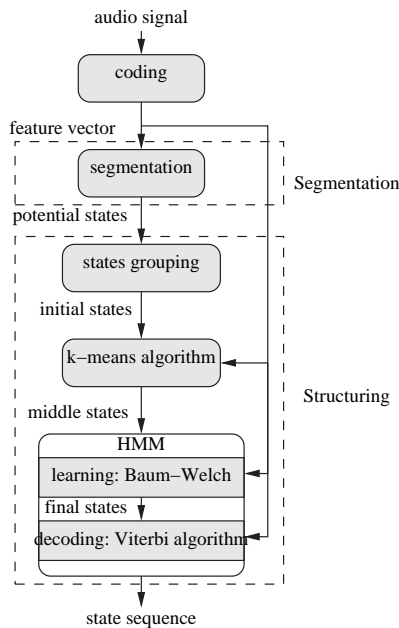 audio signal
coding
feature vector
segmentation
Segmentation
potential states
states grouping
initial states
k−means algorithm
Structuring
middle states
HMM
learning: Baum−Welch
final states
decoding: Viterbi algorithm
state sequence